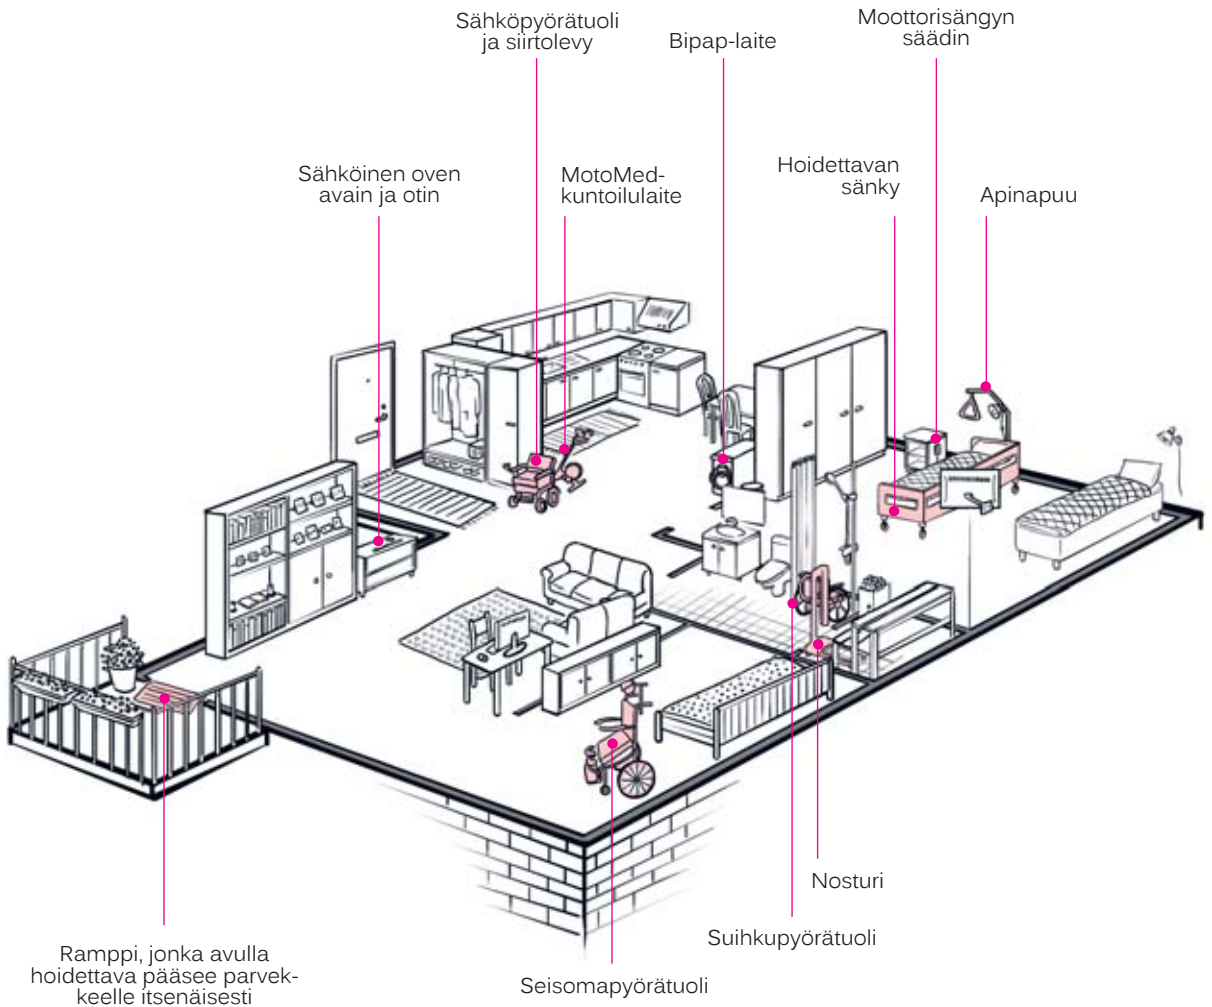 Sähköpyörätuoli
ja siirtolevy
Bipap-laite
Moottorisängyn
säädin
Sähköinen oven
avain ja otin
MotoMed-
kuntoilulaite
Hoidettavan
sänky
Apinapuu
Nosturi
Suihkupyörätuoli
Seisomapyörätuoli
Ramppi, jonka avulla
hoidettava pääsee parvek-
keelle itsenäisesti